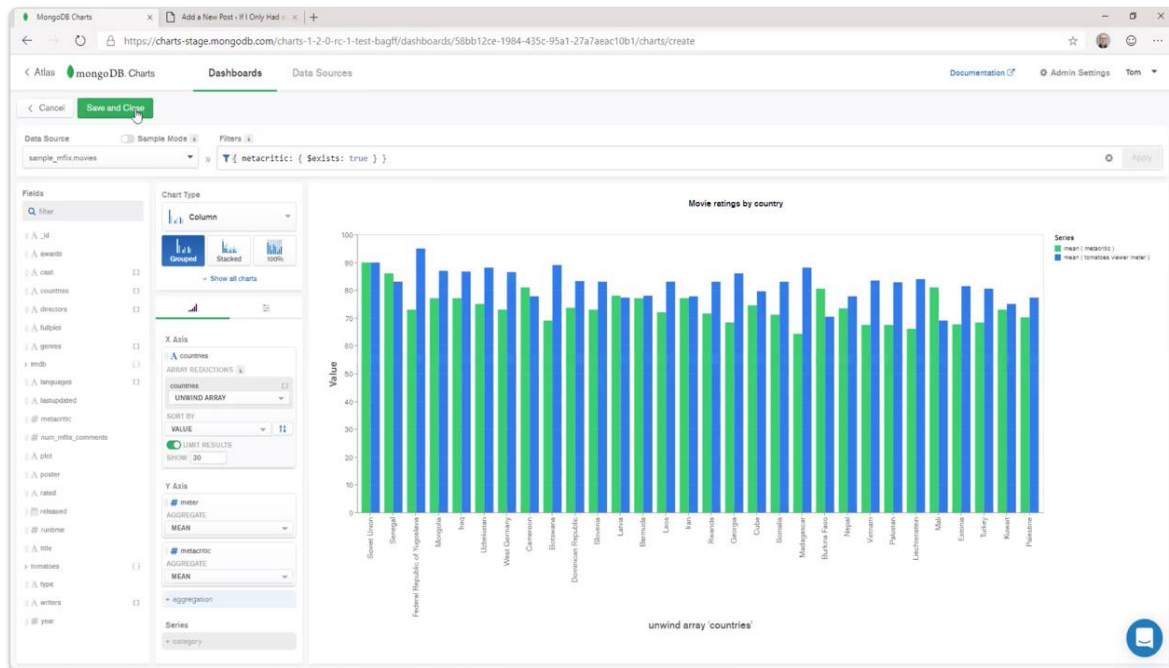 MongoDB Charts
Add a New Post ‹ If I Only Had
https://charts-stage.mongodb.com/charts-1-2-0-rc-1-test-bagff/dashboards/58bb12ce-1984-435c-95a1-27a7aeac10b1/charts/create
Atlas mongoDB. Charts Dashboards Data Sources Documentation Admin Settings Tom
Cancel Save and Close
Data Source Sample Mode Filters
sample_mflix.movies { metacritic: { $exists: true } } Apply
Fields
filter
_id
awards
cast
countries
directors
fullplot
genres
imdb
languages
lastupdated
metacritic
num_mflix_comments
plot
poster
rated
released
runtime
title
tomatoes
type
writers
year
Chart Type
Column
Grouped Stacked 100%
Show all charts
X Axis
countries
ARRAY REDUCTIONS
countries
UNWIND ARRAY
SORT BY
VALUE
LIMIT RESULTS
SHOW 30
Y Axis
# meter
AGGREGATE
MEAN
# metacritic
AGGREGATE
MEAN
+ aggregation
Series
+ category
Movie ratings by country
Series
mean ( metacritic )
mean ( tomatoes viewer meter )
Value
100
90
80
70
60
50
40
30
20
10
0
Soviet Union
Senegal
Federal Republic of Yugoslavia
Mongolia
Iraq
Uzbekistan
West Germany
Cameroon
Botswana
Dominican Republic
Slovenia
Latvia
Bermuda
Laos
Iran
Rwanda
Georgia
Cuba
Somalia
Madagascar
Burkina Faso
Nepal
Vietnam
Pakistan
Liechtenstein
Mali
Estonia
Turkey
Kuwait
Palestine
unwind array 'countries'